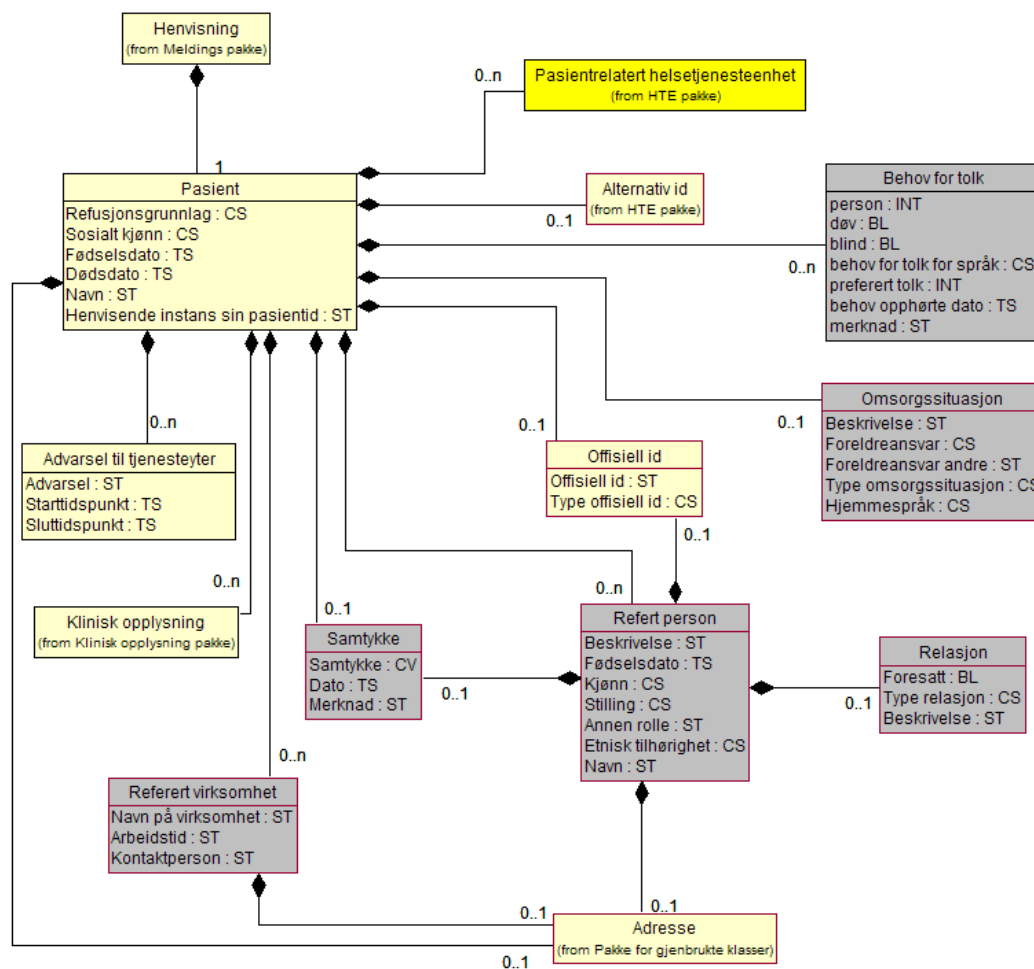 Henvisning
(from Meldings pakke)
0..n
Pasientrelatert helsetjenesteenhet
(from HTE pakke)
1
Pasient
Refusjonsgrunnlag : CS
Sosialt kjønn : CS
Fødselsdato : TS
Dødsdato : TS
Navn : ST
Henvisende instans sin pasientid : ST
Alternativ id
(from HTE pakke)
0..1
Behov for tolk
person : INT
døv : BL
blind : BL
behov for tolk for språk : CS
preferert tolk : INT
behov opphørte dato : TS
merknad : ST
0..n
Omsorgssituasjon
Beskrivelse : ST
Foreldreansvar : CS
Foreldreansvar andre : ST
Type omsorgssituasjon : CS
Hjemmespråk : CS
0..1
0..n
Advarsel til tjenesteyter
Advarsel : ST
Starttidspunkt : TS
Sluttidspunkt : TS
0..1
Offisiell id
Offisiell id : ST
Type offisiell id : CS
0..1
0..n
Klinisk opplysning
(from Klinisk opplysning pakke)
0..1
Samtykke
Samtykke : CV
Dato : TS
Merknad : ST
0..1
0..n
Refert person
Beskrivelse : ST
Fødselsdato : TS
Kjønn : CS
Stilling : CS
Annen rolle : ST
Etnisk tilhørighet : CS
Navn : ST
Relasjon
Foresatt : BL
Type relasjon : CS
Beskrivelse : ST
0..1
0..n
Referert virksomhet
Navn på virksomhet : ST
Arbeidstid : ST
Kontaktperson : ST
0..1
0..1
Adresse
(from Pakke for gjenbrukte klasser)
0..1